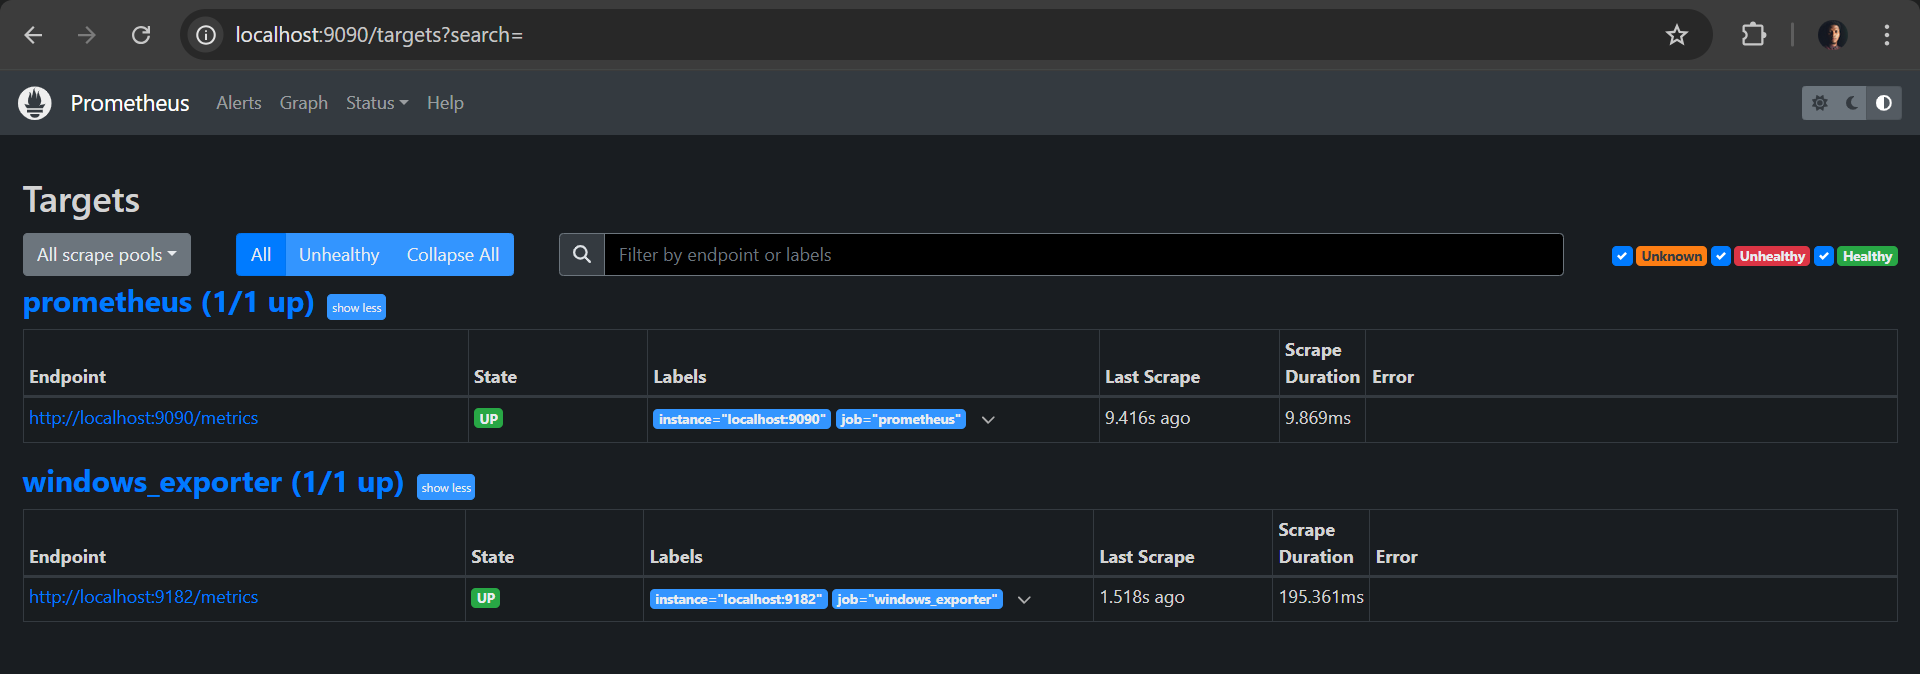 localhost:9090/targets?search=
Prometheus Alerts Graph Status Help
Targets
All scrape pools All Unhealthy Collapse All Filter by endpoint or labels Unknown Unhealthy Healthy
prometheus (1/1 up) show less
Endpoint State Labels Last Scrape Scrape Duration Error
http://localhost:9090/metrics UP instance="localhost:9090" job="prometheus" 9.416s ago 9.869ms
windows_exporter (1/1 up) show less
Endpoint State Labels Last Scrape Scrape Duration Error
http://localhost:9182/metrics UP instance="localhost:9182" job="windows_exporter" 1.518s ago 195.361ms